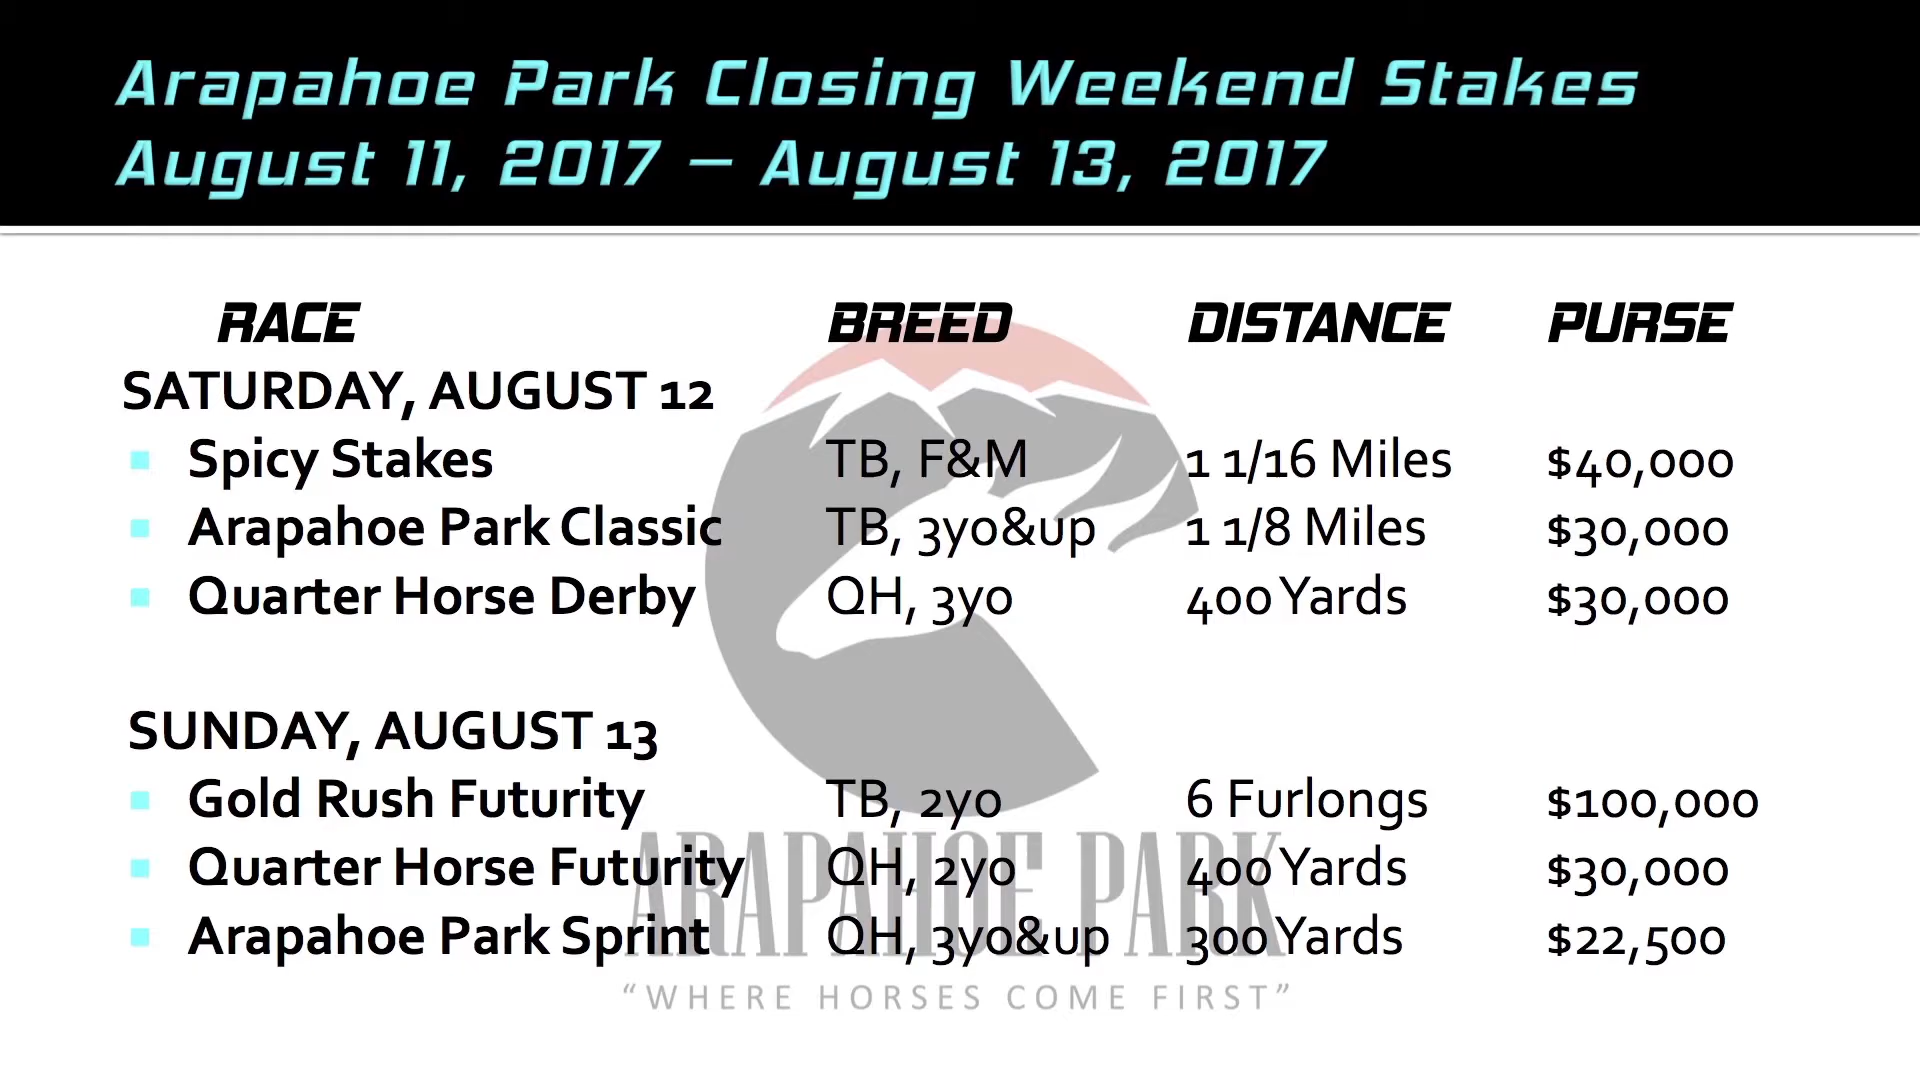 Arapahoe Park Closing Weekend Stakes
August 11, 2017 – August 13, 2017
RACE BREED DISTANCE PURSE
SATURDAY, AUGUST 12
Spicy Stakes TB, F&M 1 1/16 Miles $40,000
Arapahoe Park Classic TB, 3yo&up 1 1/8 Miles $30,000
Quarter Horse Derby QH, 3yo 400 Yards $30,000
SUNDAY, AUGUST 13
Gold Rush Futurity TB, 2yo 6 Furlongs $100,000
Quarter Horse Futurity QH, 2yo 400 Yards $30,000
Arapahoe Park Sprint QH, 3yo&up 300 Yards $22,500
ARAPAHOE PARK
“WHERE HORSES COME FIRST”